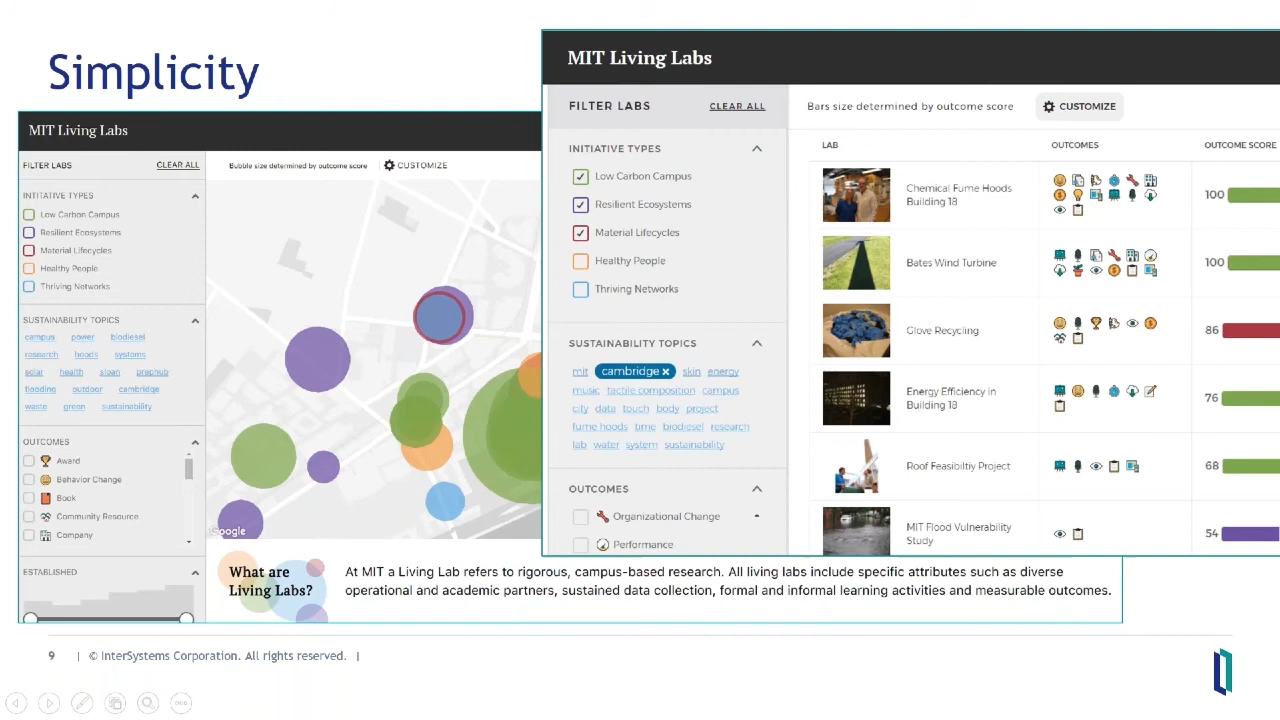 Simplicity
MIT Living Labs
FILTER LABS
CLEAR ALL
Bubble size determined by outcome score
CUSTOMIZE
INTITATIVE TYPES
Low Carbon Campus
Resilient Ecosystems
Material Lifecycles
Healthy People
Thriving Networks
SUSTAINABILITY TOPICS
campus power biodiesel
research hoods systems
solar health sloan prephub
flooding outdoor cambridge
waste green sustainability
OUTCOMES
Award
Behavior Change
Book
Community Resource
Company
ESTABLISHED
Google
What are
Living Labs?
At MIT a Living Lab refers to rigorous, campus-based research. All living labs include specific attributes such as diverse
operational and academic partners, sustained data collection, formal and informal learning activities and measurable outcomes.
MIT Living Labs
FILTER LABS
CLEAR ALL
Bars size determined by outcome score
CUSTOMIZE
INITIATIVE TYPES
Low Carbon Campus
Resilient Ecosystems
Material Lifecycles
Healthy People
Thriving Networks
SUSTAINABILITY TOPICS
mit cambridge x skin energy
music tactile composition campus
city data touch body project
fume hoods time biodiesel research
lab water system sustainability
OUTCOMES
Organizational Change
Performance
LAB OUTCOMES OUTCOME SCORE
Chemical Fume Hoods
Building 18
100
Bates Wind Turbine
100
Glove Recycling
86
Energy Efficiency in
Building 18
76
Roof Feasibiltiy Project
68
MIT Flood Vulnerability
Study
54
9 | © InterSystems Corporation. All rights reserved. |